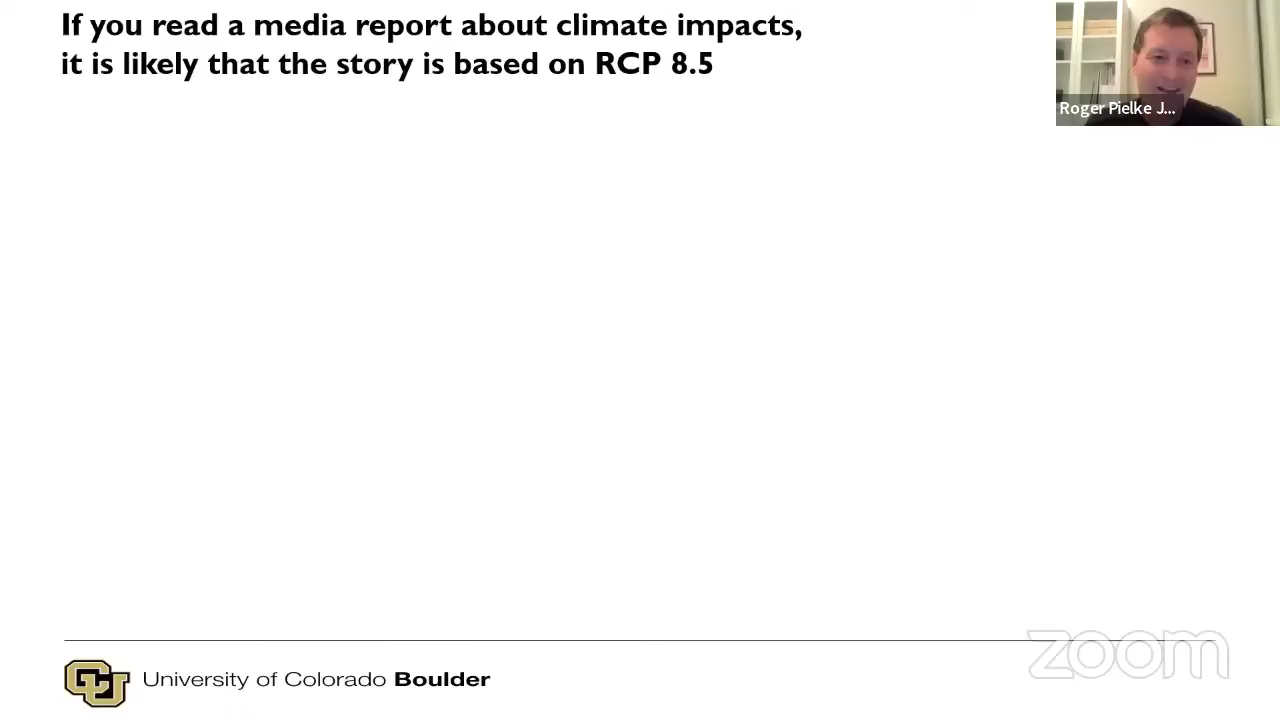 If you read a media report about climate impacts,
it is likely that the story is based on RCP 8.5
Roger Pielke J...
zoom
University of Colorado Boulder